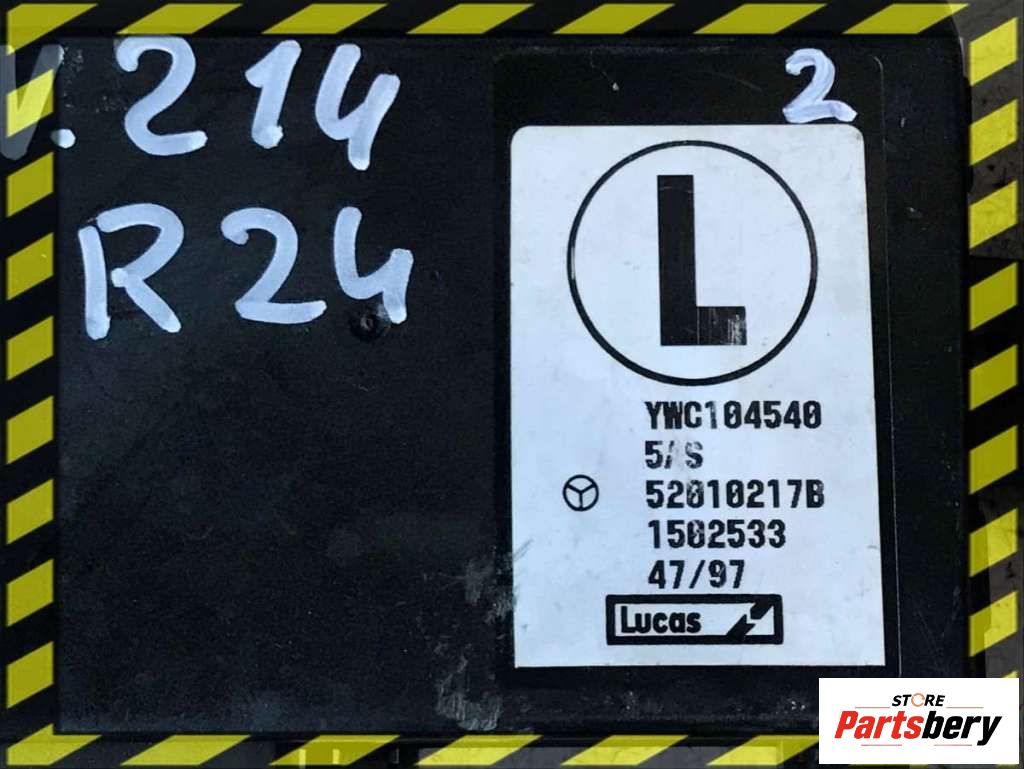 V.214
R24
2
L
YWC104540
5/S
52010217B
1502533
47/97
Lucas
STORE
Partsbery